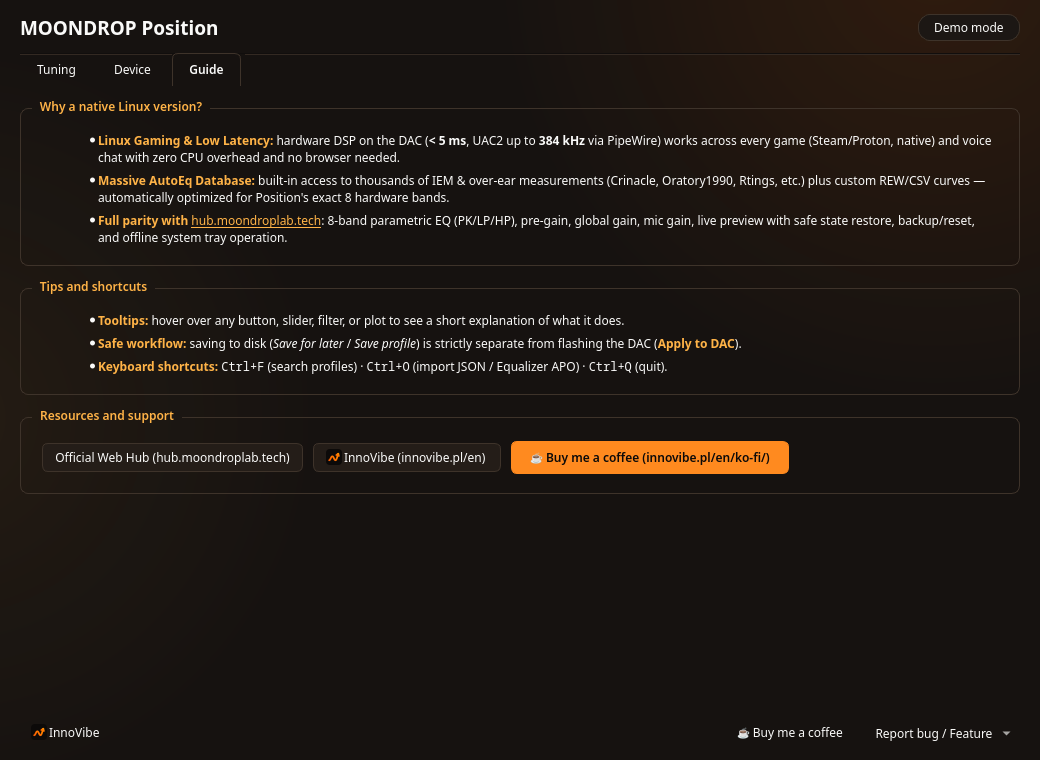 MOONDROP Position
Demo mode
Tuning
Device
Guide
Why a native Linux version?
Linux Gaming & Low Latency: hardware DSP on the DAC (< 5 ms, UAC2 up to 384 kHz via PipeWire) works across every game (Steam/Proton, native) and voice
chat with zero CPU overhead and no browser needed.
Massive AutoEq Database: built-in access to thousands of IEM & over-ear measurements (Crinacle, Oratory1990, Rtings, etc.) plus custom REW/CSV curves —
automatically optimized for Position's exact 8 hardware bands.
Full parity with hub.moondroplab.tech: 8-band parametric EQ (PK/LP/HP), pre-gain, global gain, mic gain, live preview with safe state restore, backup/reset,
and offline system tray operation.
Tips and shortcuts
Tooltips: hover over any button, slider, filter, or plot to see a short explanation of what it does.
Safe workflow: saving to disk (Save for later / Save profile) is strictly separate from flashing the DAC (Apply to DAC).
Keyboard shortcuts: Ctrl+F (search profiles) · Ctrl+O (import JSON / Equalizer APO) · Ctrl+Q (quit).
Resources and support
Official Web Hub (hub.moondroplab.tech)
InnoVibe (innovibe.pl/en)
☕ Buy me a coffee (innovibe.pl/en/ko-fi/)
InnoVibe
☕ Buy me a coffee
Report bug / Feature